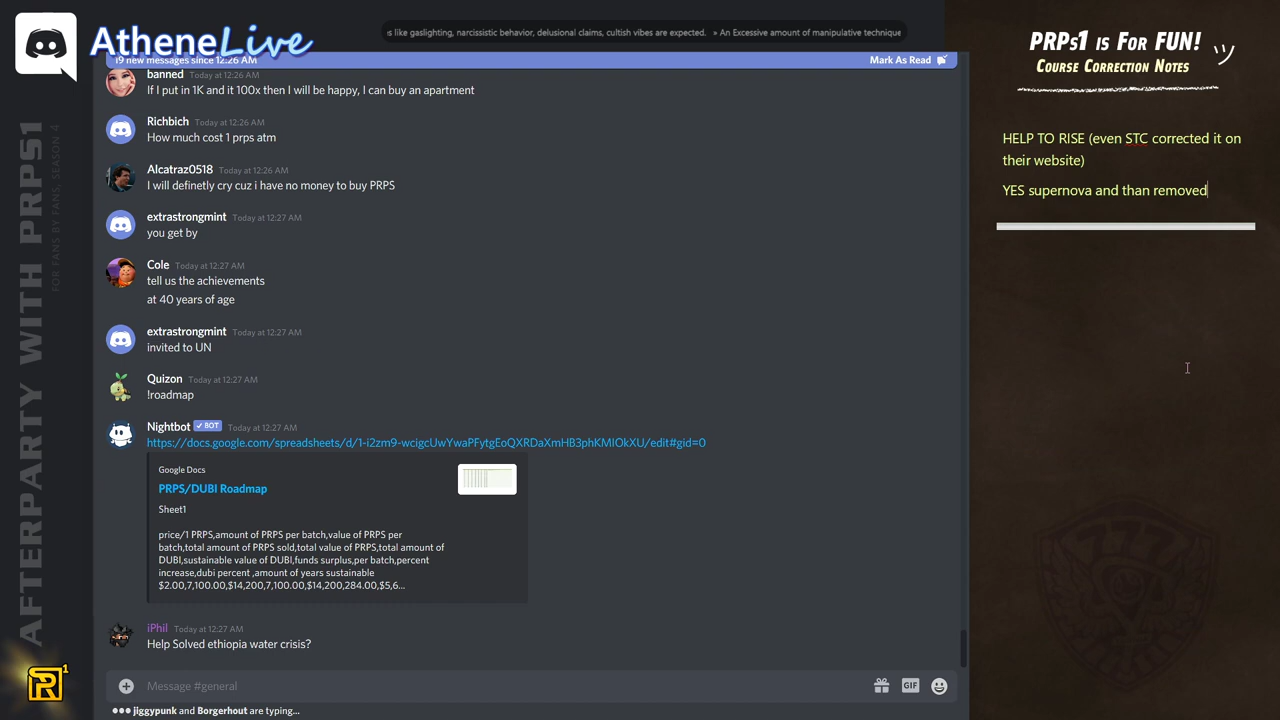 AtheneLive
s like gaslighting, narcissistic behavior, delusional claims, cultish vibes are expected. » An Excessive amount of manipulative technique
PRPs1 is For FUN!
Course Correction Notes
ツ
HELP TO RISE (even STC corrected it on
their website)
YES supernova and than removed
AFTERPARTY WITH PRPS1
FOR FANS BY FANS, SEASON 4
19 new messages since 12:26 AM
Mark As Read
banned Today at 12:26 AM
If I put in 1K and it 100x then I will be happy, I can buy an apartment
Richbich Today at 12:26 AM
How much cost 1 prps atm
Alcatraz0518 Today at 12:26 AM
I will definetly cry cuz i have no money to buy PRPS
extrastrongmint Today at 12:27 AM
you get by
Cole Today at 12:27 AM
tell us the achievements
at 40 years of age
extrastrongmint Today at 12:27 AM
invited to UN
Quizon Today at 12:27 AM
!roadmap
Nightbot ✓ BOT Today at 12:27 AM
https://docs.google.com/spreadsheets/d/1-i2zm9-wcigcUwYwaPFytgEoQXRDaXmHB3phKMIOkXU/edit#gid=0
Google Docs
PRPS/DUBI Roadmap
Sheet1
price/1 PRPS,amount of PRPS per batch,value of PRPS per
batch,total amount of PRPS sold,total value of PRPS,total amount of
DUBI,sustainable value of DUBI,funds surplus,per batch,percent
increase,dubi percent ,amount of years sustainable
$2.00,7,100.00,$14,200,7,100.00,$14,200,284.00,$5,6...
iPhil Today at 12:27 AM
Help Solved ethiopia water crisis?
Message #general
GIF
jiggypunk and Borgerhout are typing...
R1